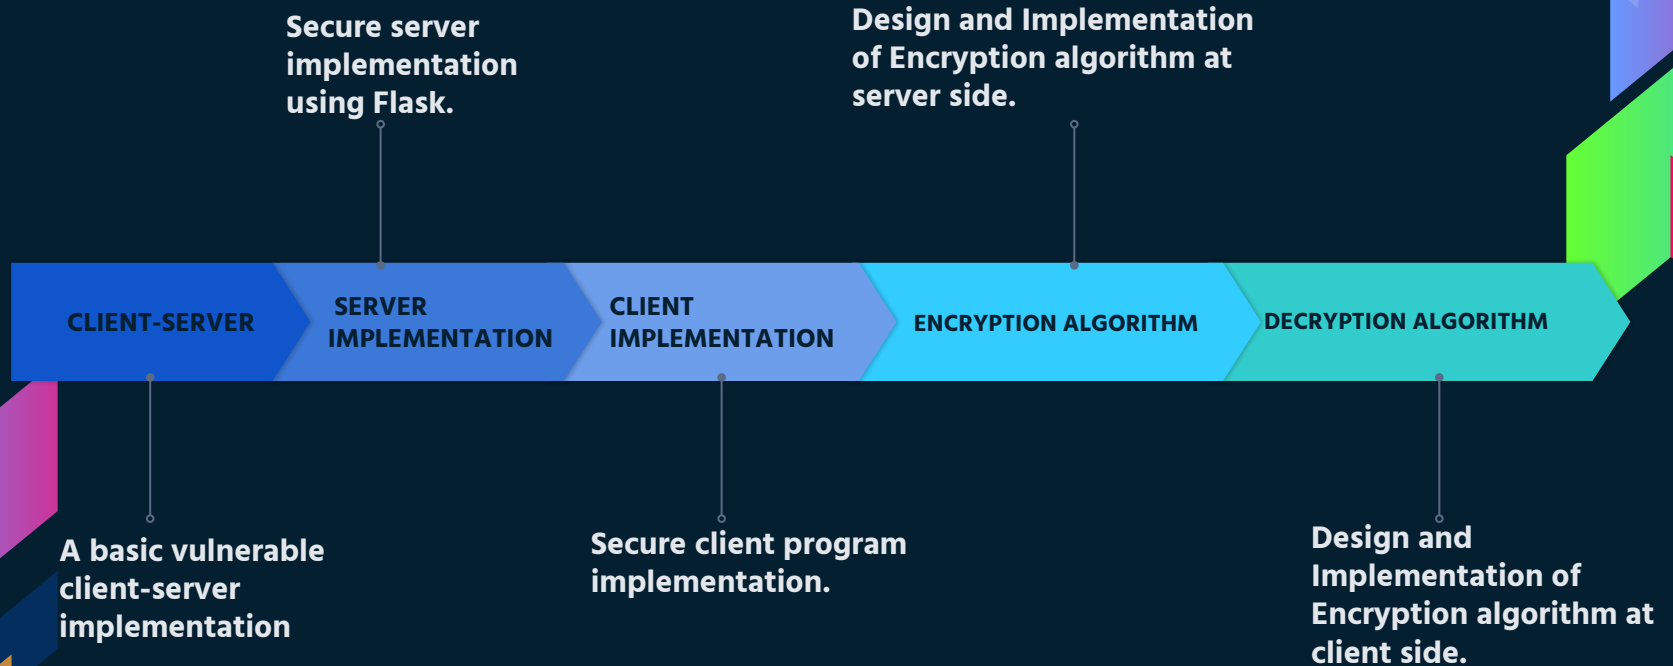 Secure server
implementation
using Flask.
Design and Implementation
of Encryption algorithm at
server side.
CLIENT-SERVER
SERVER
IMPLEMENTATION
CLIENT
IMPLEMENTATION
ENCRYPTION ALGORITHM
DECRYPTION ALGORITHM
A basic vulnerable
client-server
implementation
Secure client program
implementation.
Design and
Implementation of
Encryption algorithm at
client side.